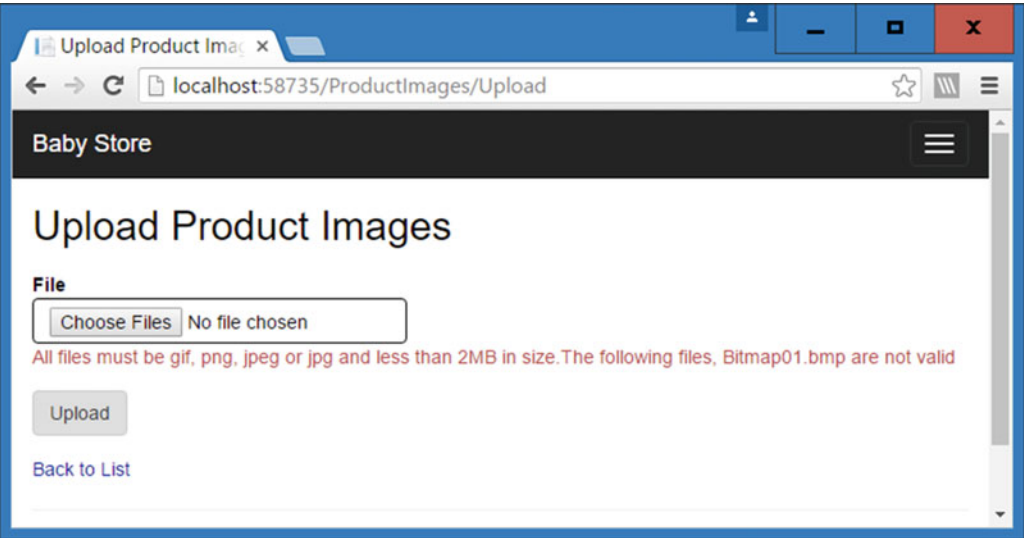 Upload Product Imag
localhost:58735/ProductImages/Upload
Baby Store
Upload Product Images
File
Choose Files No file chosen
All files must be gif, png, jpeg or jpg and less than 2MB in size.The following files, Bitmap01.bmp are not valid
Upload
Back to List